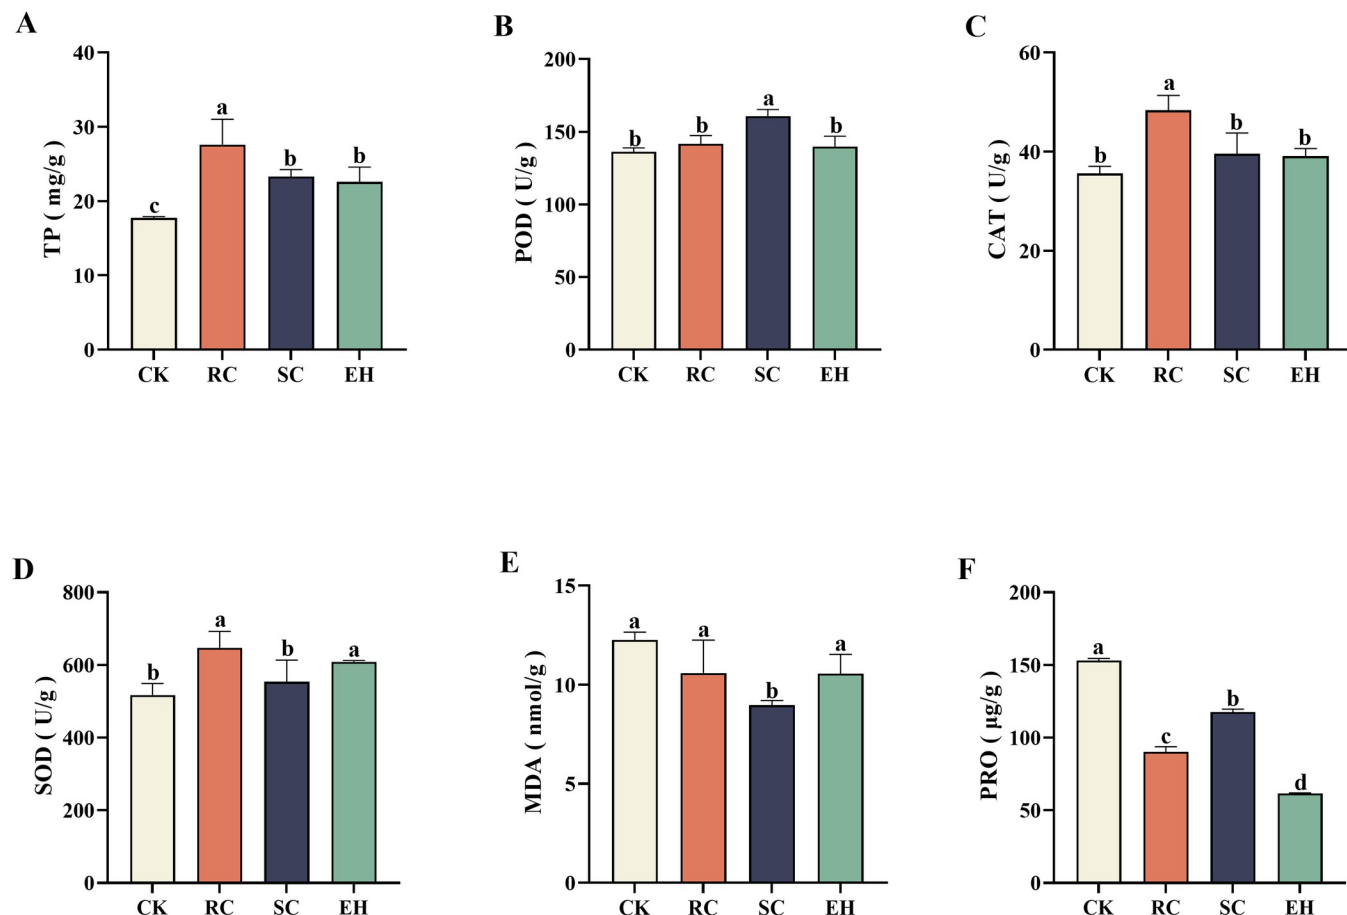 A
TP ( mg/g )
40
30
20
10
0
c
a
b
b
CK RC SC EH
B
POD ( U/g )
200
150
100
50
0
b
b
a
b
CK RC SC EH
C
CAT ( U/g )
60
40
20
0
b
a
b
b
CK RC SC EH
D
SOD ( U/g )
800
600
400
200
0
b
a
b
a
CK RC SC EH
E
MDA ( nmol/g )
15
10
5
0
a
a
b
a
CK RC SC EH
F
PRO ( μg/g )
200
150
100
50
0
a
c
b
d
CK RC SC EH